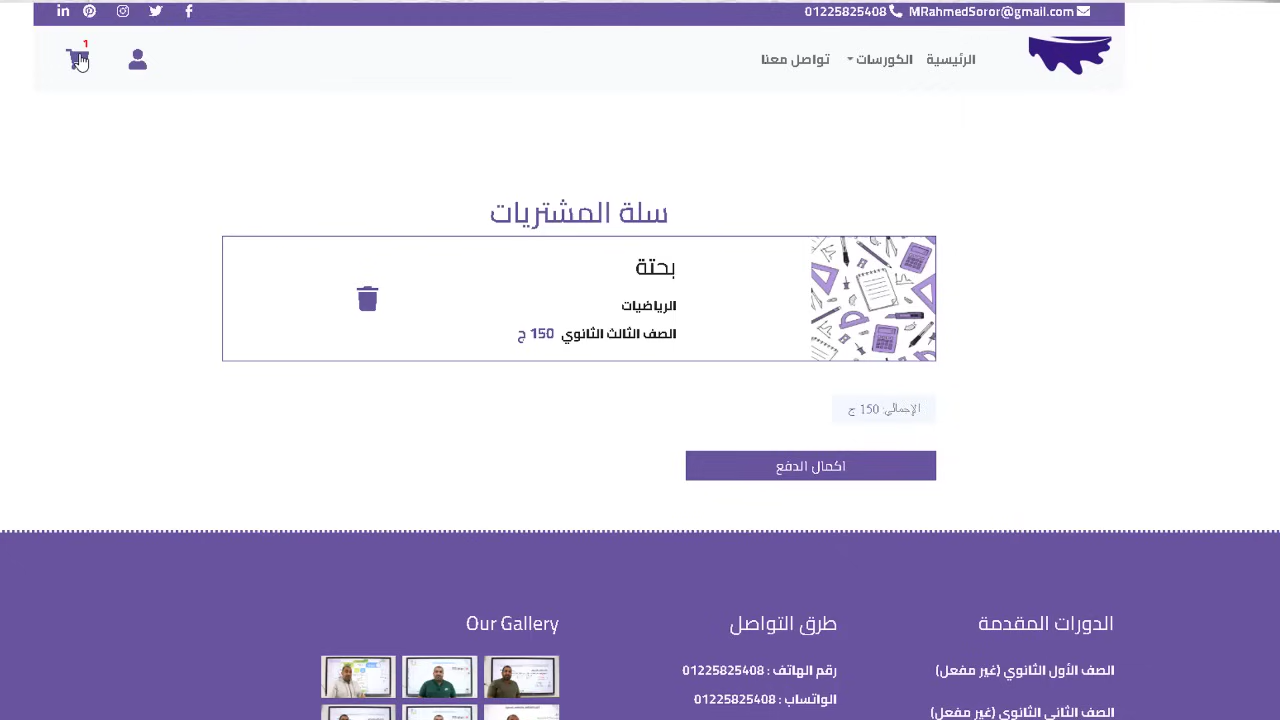 MRahmedSoror@gmail.com 01225825408
الرئيسية الكورسات تواصل معنا
1
سلة المشتريات
بحتة
الرياضيات
الصف الثالث الثانوي 150 ج
الإجمالي: 150 ج
اكمال الدفع
الدورات المقدمة
الصف الأول الثانوي (غير مفعل)
الصف الثاني الثانوي (غير مفعل)
طرق التواصل
رقم الهاتف : 01225825408
الواتساب : 01225825408
Our Gallery